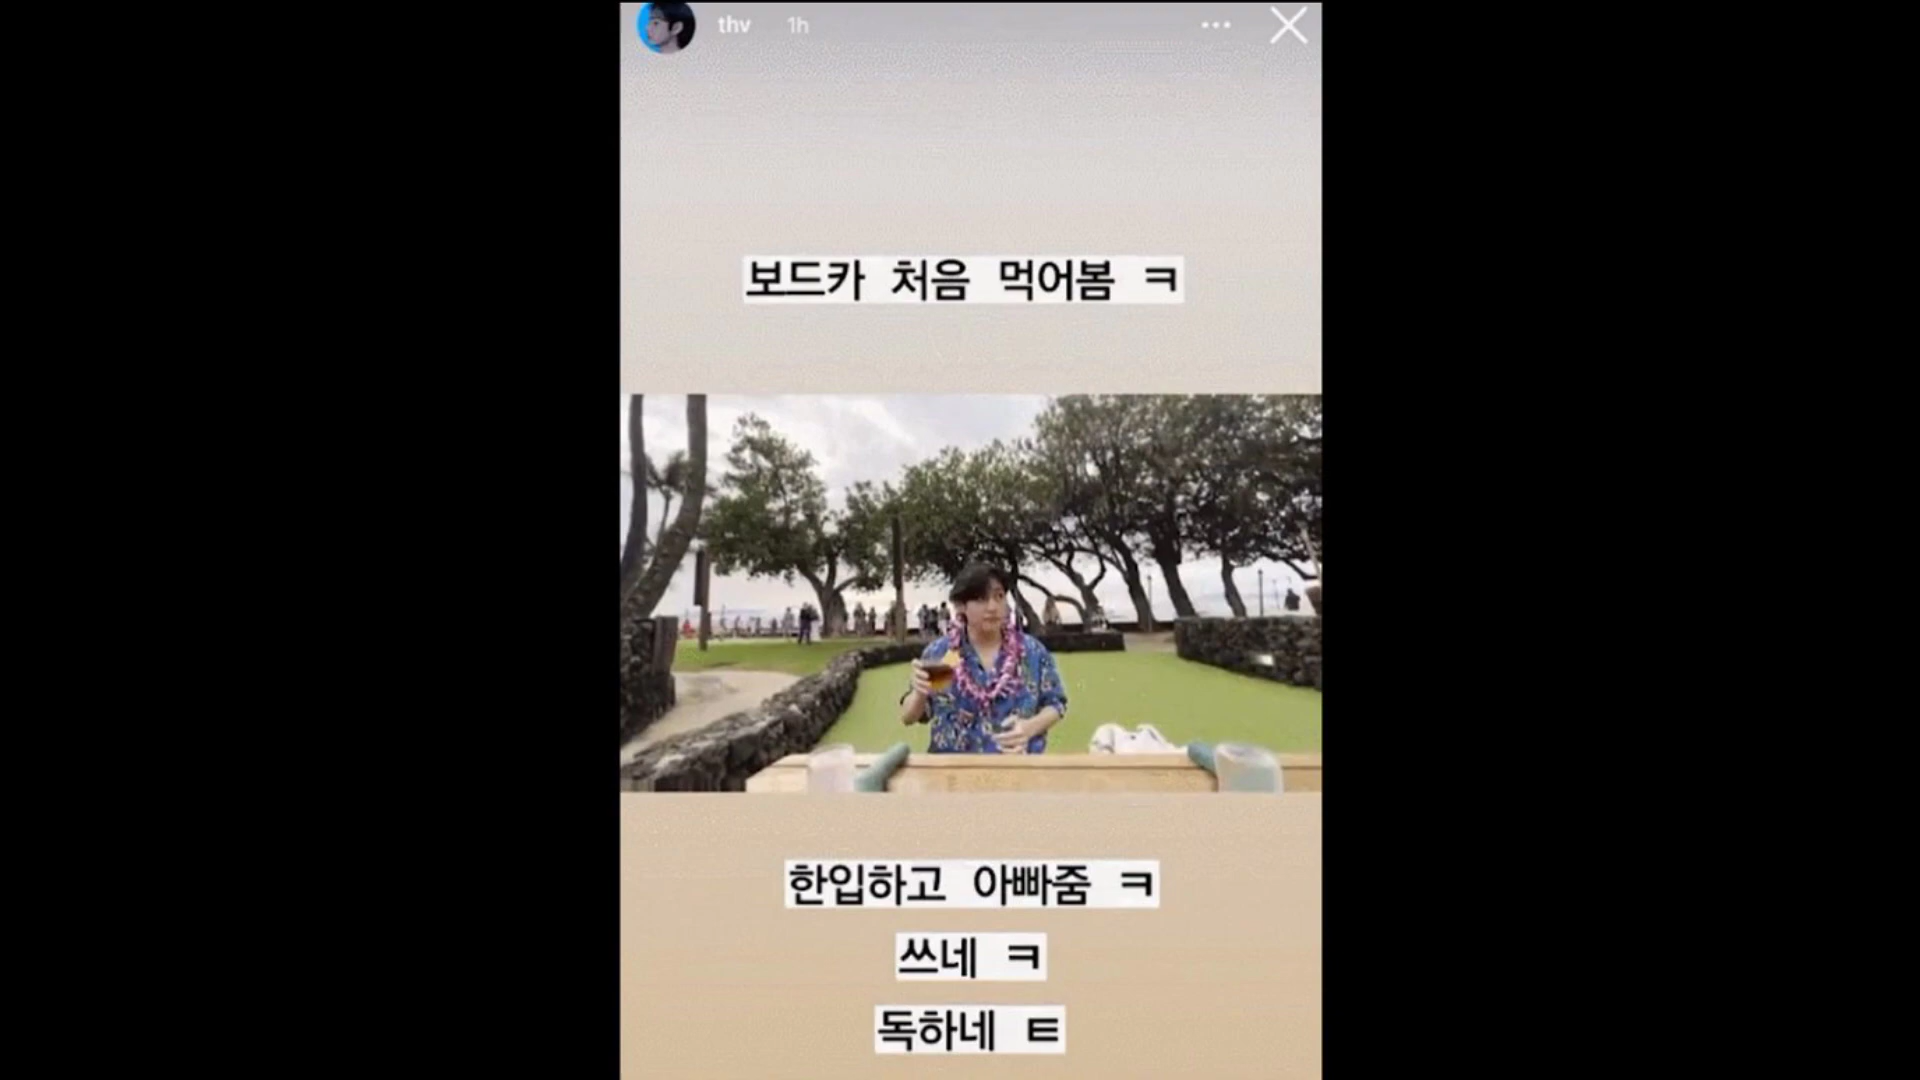 thv 1h
보드카 처음 먹어봄 ㅋ
한입하고 아빠줌 ㅋ
쓰네 ㅋ
독하네 ㅌ